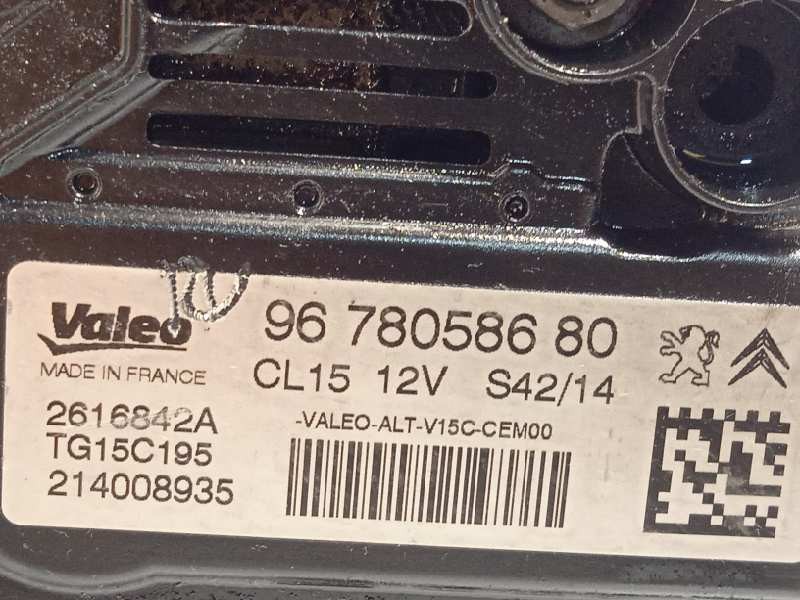 Valeo
MADE IN FRANCE
96 780586 80
CL15 12V S42/14
2616842A
TG15C195
214008935
-VALEO-ALT-V15C-CEM00